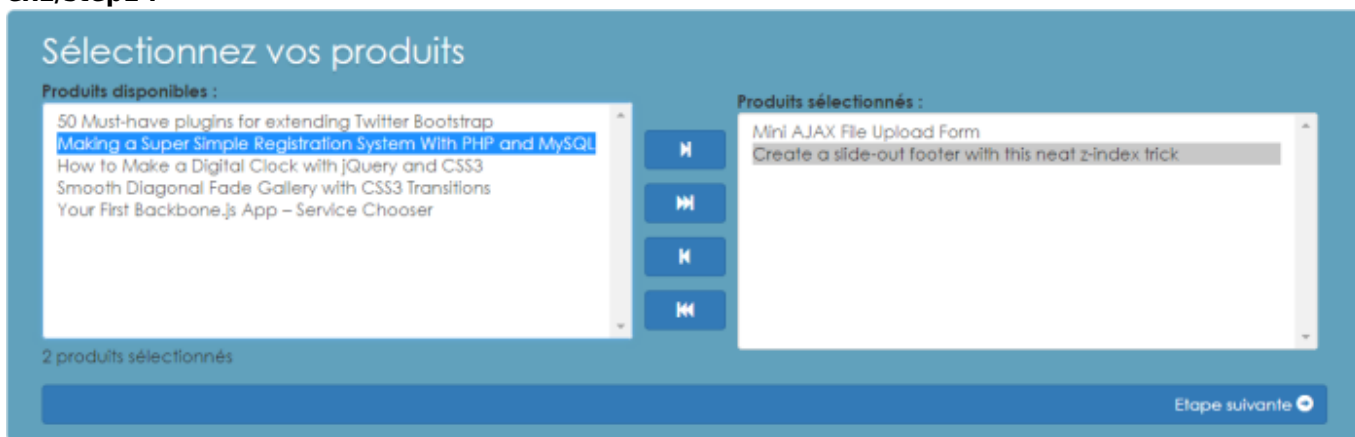 Sélectionnez vos produits
Produits disponibles :
50 Must-have plugins for extending Twitter Bootstrap
Making a Super Simple Registration System With PHP and MySQL
How to Make a Digital Clock with jQuery and CSS3
Smooth Diagonal Fade Gallery with CSS3 Transitions
Your First Backbone.js App – Service Chooser
2 produits sélectionnés
Produits sélectionnés :
Mini AJAX File Upload Form
Create a slide-out footer with this neat z-index trick
Etape suivante